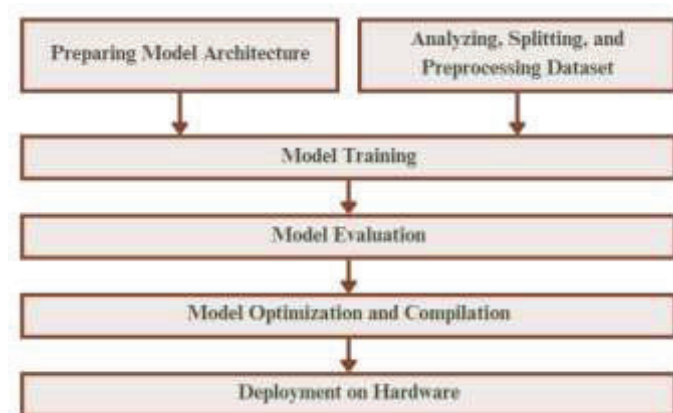 Preparing Model Architecture
Analyzing, Splitting, and
Preprocessing Dataset
Model Training
Model Evaluation
Model Optimization and Compilation
Deployment on Hardware